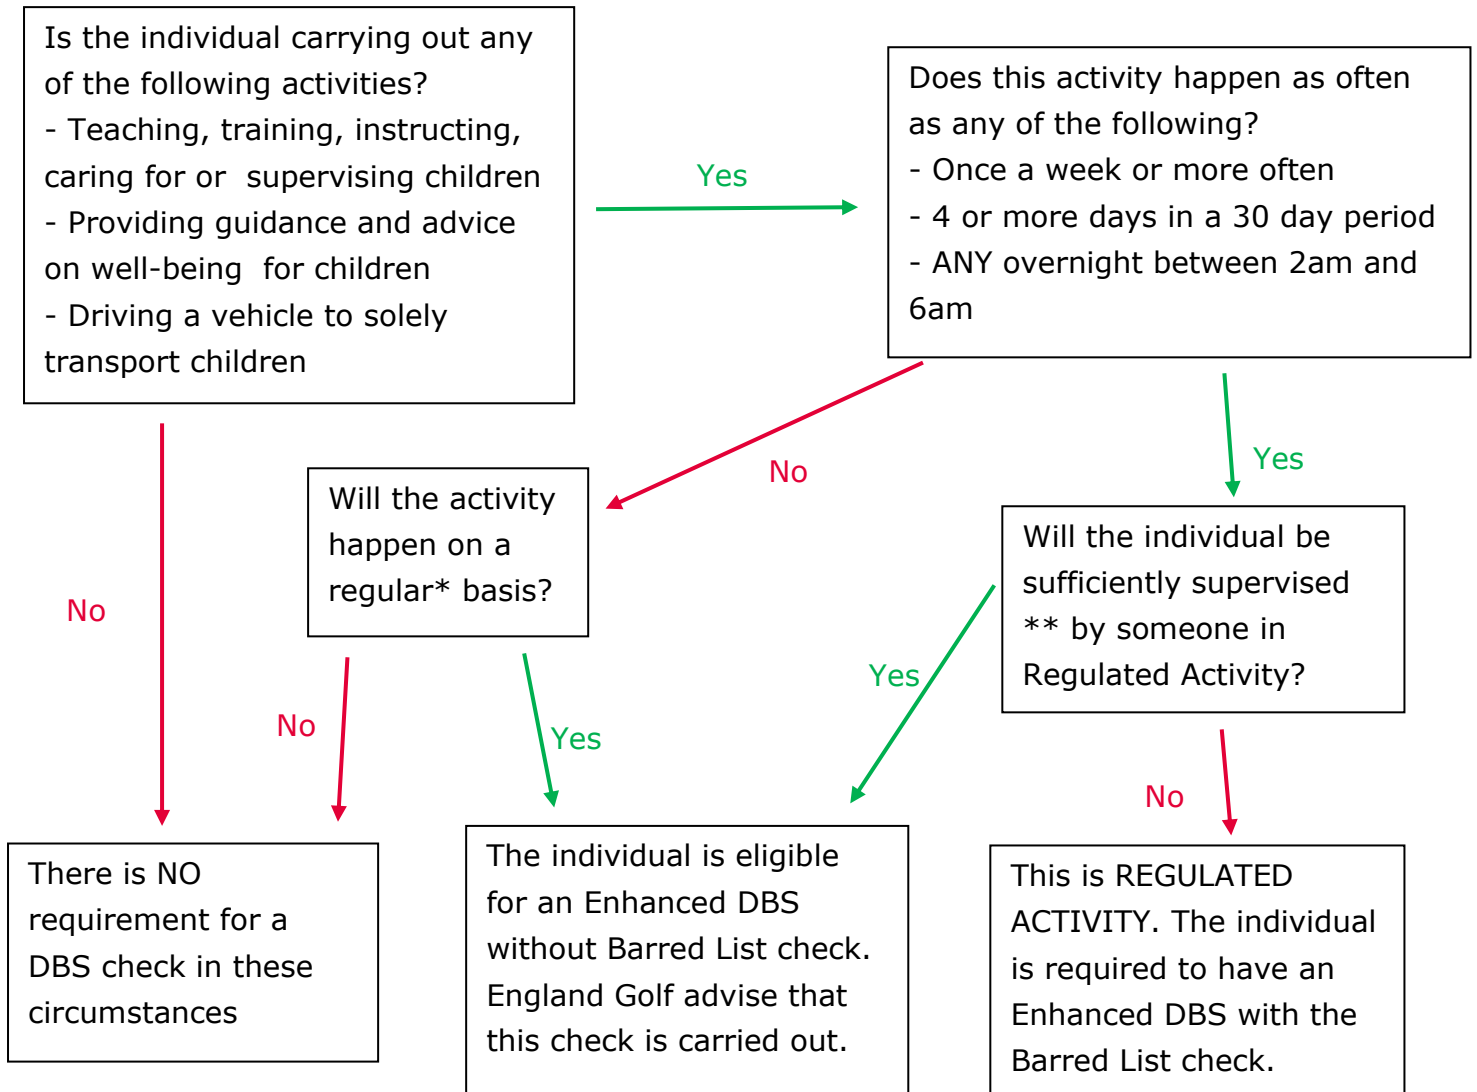 Is the individual carrying out any
of the following activities?
- Teaching, training, instructing,
caring for or supervising children
- Providing guidance and advice
on well-being for children
- Driving a vehicle to solely
transport children
Yes
Does this activity happen as often
as any of the following?
- Once a week or more often
- 4 or more days in a 30 day period
- ANY overnight between 2am and
6am
No
No
Yes
Will the activity
happen on a
regular* basis?
Will the individual be
sufficiently supervised
** by someone in
Regulated Activity?
No
Yes
Yes
No
There is NO
requirement for a
DBS check in these
circumstances
The individual is eligible
for an Enhanced DBS
without Barred List check.
England Golf advise that
this check is carried out.
This is REGULATED
ACTIVITY. The individual
is required to have an
Enhanced DBS with the
Barred List check.